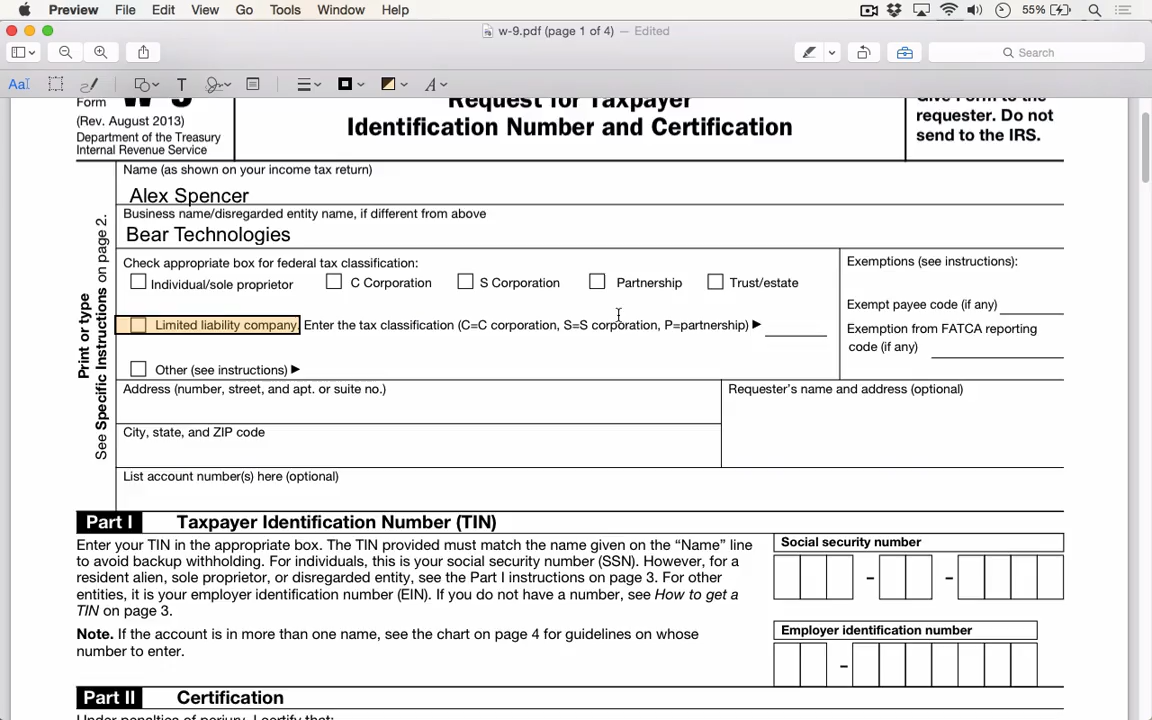 Preview File Edit View Go Tools Window Help 55%
w-9.pdf (page 1 of 4) — Edited
Search
AaI T A
Form W-9
Request for Taxpayer
Give Form to the
(Rev. August 2013)
Identification Number and Certification
requester. Do not
Department of the Treasury
send to the IRS.
Internal Revenue Service
Name (as shown on your income tax return)
Alex Spencer
Business name/disregarded entity name, if different from above
Bear Technologies
Print or type
See Specific Instructions on page 2.
Check appropriate box for federal tax classification:
Individual/sole proprietor C Corporation S Corporation Partnership Trust/estate
Limited liability company. Enter the tax classification (C=C corporation, S=S corporation, P=partnership) ▶
Other (see instructions) ▶
Exemptions (see instructions):
Exempt payee code (if any)
Exemption from FATCA reporting
code (if any)
Address (number, street, and apt. or suite no.)
Requester’s name and address (optional)
City, state, and ZIP code
List account number(s) here (optional)
Part I Taxpayer Identification Number (TIN)
Enter your TIN in the appropriate box. The TIN provided must match the name given on the “Name” line
to avoid backup withholding. For individuals, this is your social security number (SSN). However, for a
resident alien, sole proprietor, or disregarded entity, see the Part I instructions on page 3. For other
entities, it is your employer identification number (EIN). If you do not have a number, see How to get a
TIN on page 3.
Note. If the account is in more than one name, see the chart on page 4 for guidelines on whose
number to enter.
Social security number
– –
Employer identification number
–
Part II Certification
Under penalties of perjury, I certify that: